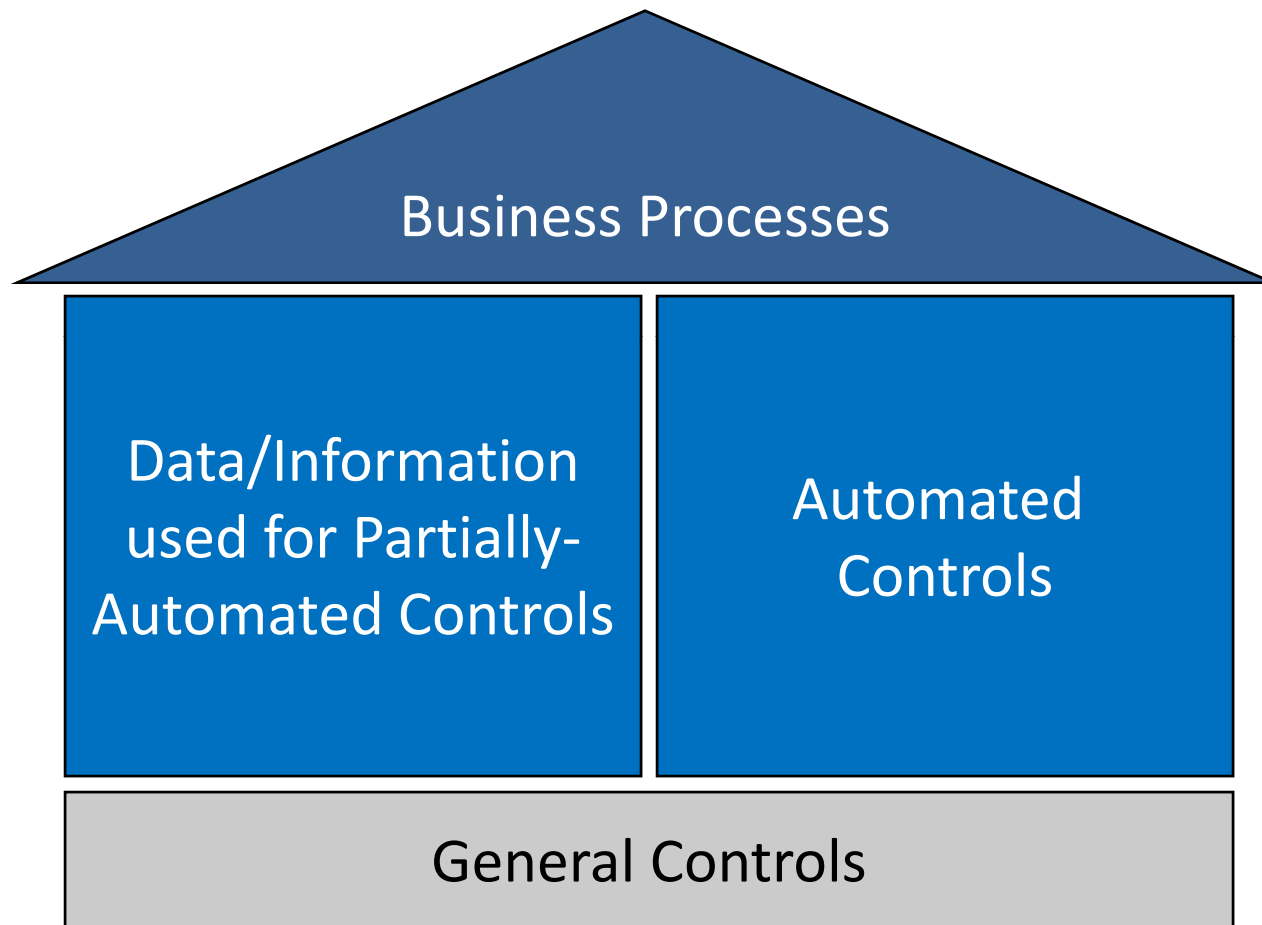 Business Processes
Data/Information
used for Partially-
Automated Controls
Automated
Controls
General Controls